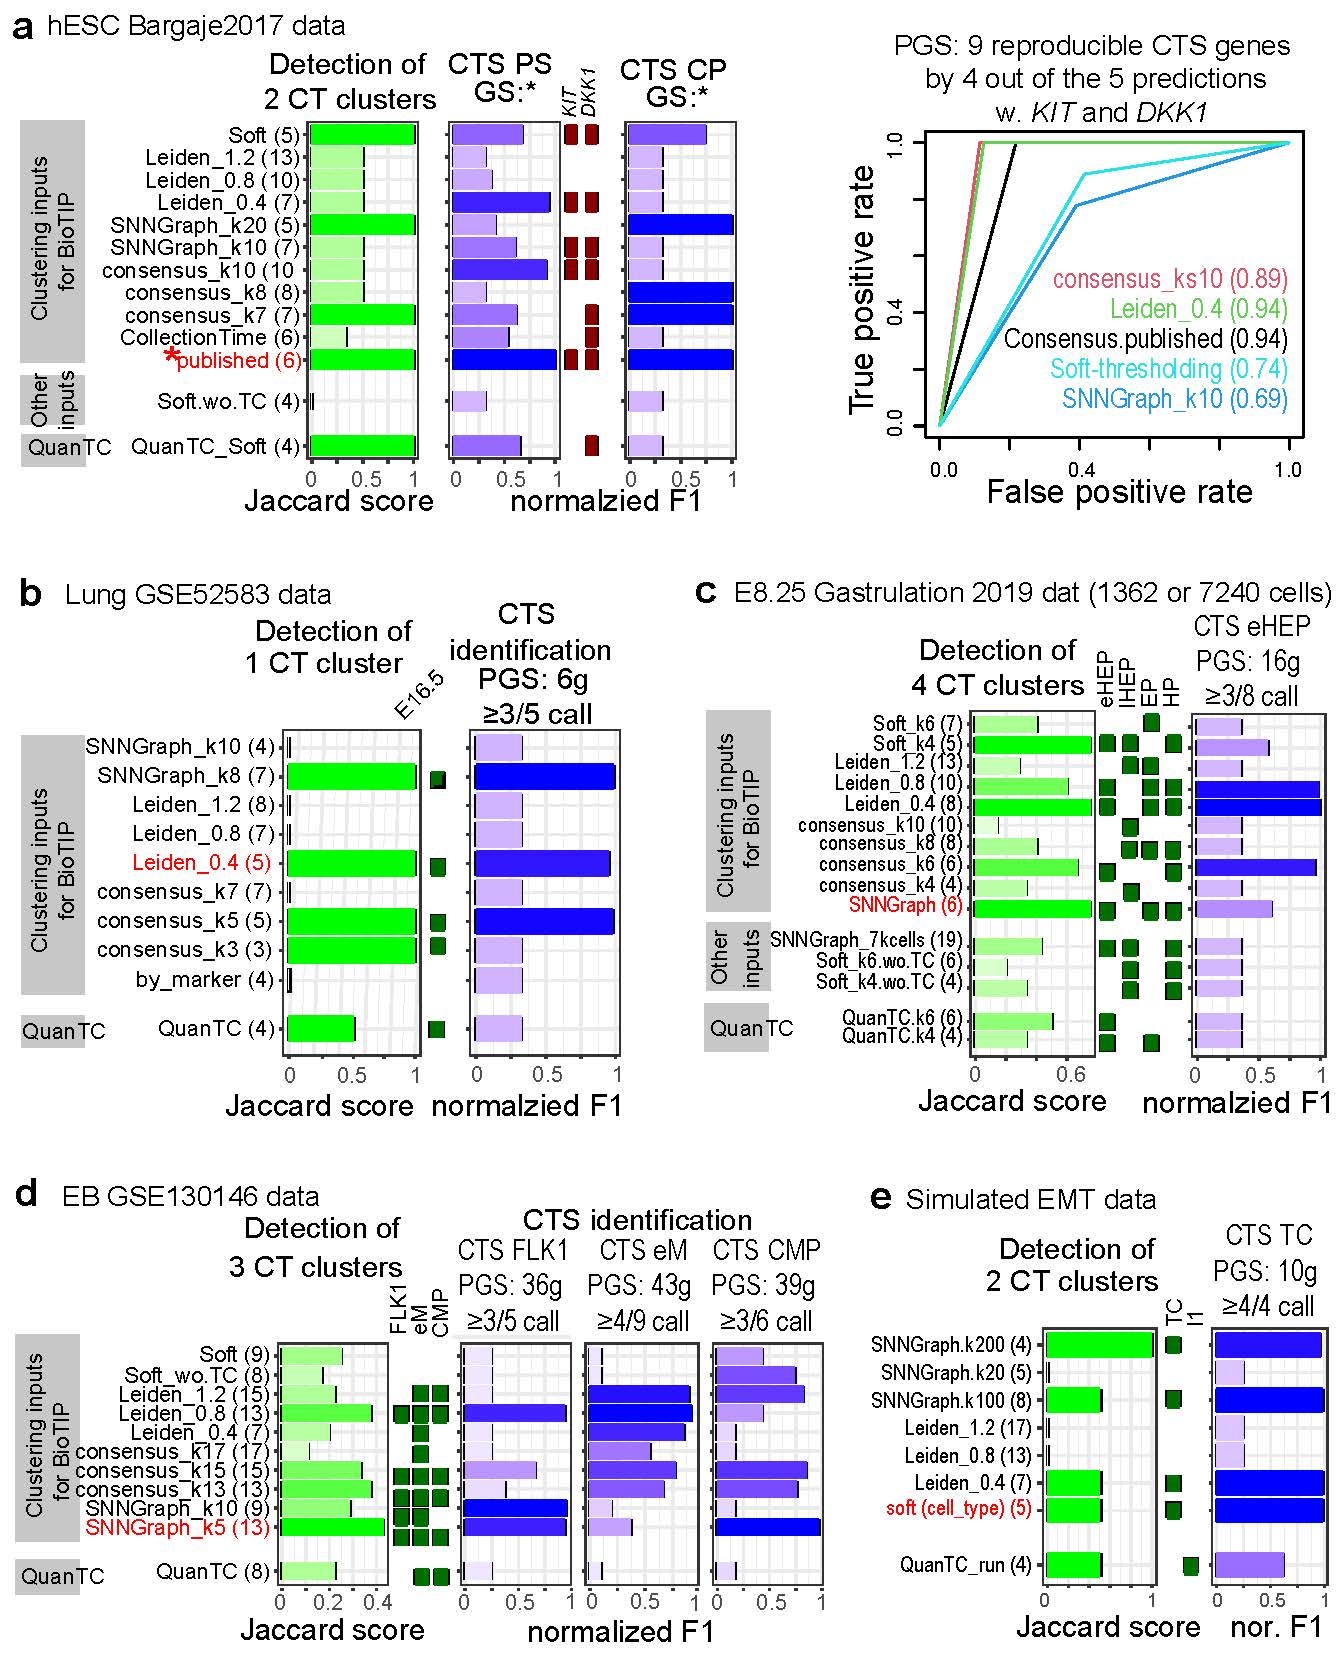 a hESC Bargaje2017 data
Detection of
2 CT clusters
CTS PS
GS:*
KIT
DKK1
CTS CP
GS:*
Clustering inputs
for BioTIP
Soft (5)
Leiden_1.2 (13)
Leiden_0.8 (10)
Leiden_0.4 (7)
SNNGraph_k20 (5)
SNNGraph_k10 (7)
consensus_k10 (10
consensus_k8 (8)
consensus_k7 (7)
CollectionTime (6)
*published (6)
Other
inputs
Soft.wo.TC (4)
QuanTC
QuanTC_Soft (4)
0 0.5 1
0 0.5 1
0 0.5 1
Jaccard score
normalzied F1
PGS: 9 reproducible CTS genes
by 4 out of the 5 predictions
w. KIT and DKK1
True positive rate
1.0
0.4
0.0
consensus_ks10 (0.89)
Leiden_0.4 (0.94)
Consensus.published (0.94)
Soft-thresholding (0.74)
SNNGraph_k10 (0.69)
0.0 0.4 1.0
False positive rate
b Lung GSE52583 data
Detection of
1 CT cluster
E16.5
CTS
identification
PGS: 6g
≥3/5 call
Clustering inputs
for BioTIP
SNNGraph_k10 (4)
SNNGraph_k8 (7)
Leiden_1.2 (8)
Leiden_0.8 (7)
Leiden_0.4 (5)
consensus_k7 (7)
consensus_k5 (5)
consensus_k3 (3)
by_marker (4)
QuanTC
QuanTC (4)
0 0.5 1
0 0.5 1
Jaccard score
normalzied F1
c E8.25 Gastrulation 2019 dat (1362 or 7240 cells)
Detection of
4 CT clusters
eHEP
lHEP
EP
HP
CTS eHEP
PGS: 16g
≥3/8 call
Clustering inputs
for BioTIP
Soft_k6 (7)
Soft_k4 (5)
Leiden_1.2 (13)
Leiden_0.8 (10)
Leiden_0.4 (8)
consensus_k10 (10)
consensus_k8 (8)
consensus_k6 (6)
consensus_k4 (4)
SNNGraph (6)
Other
inputs
SNNGraph_7kcells (19)
Soft_k6.wo.TC (6)
Soft_k4.wo.TC (4)
QuanTC
QuanTC.k6 (6)
QuanTC.k4 (4)
0 0.6
0 0.5 1
Jaccard score
normalzied F1
d EB GSE130146 data
Detection of
3 CT clusters
FLK1
eM
CMP
CTS identification
CTS FLK1
PGS: 36g
≥3/5 call
CTS eM
PGS: 43g
≥4/9 call
CTS CMP
PGS: 39g
≥3/6 call
Clustering inputs
for BioTIP
Soft (9)
Soft_wo.TC (8)
Leiden_1.2 (15)
Leiden_0.8 (13)
Leiden_0.4 (7)
consensus_k17 (17)
consensus_k15 (15)
consensus_k13 (13)
SNNGraph_k10 (9)
SNNGraph_k5 (13)
QuanTC
QuanTC (8)
0 0.2 0.4
0 0.5 1
0 0.5 1
0 0.5 1
Jaccard score
normalized F1
e Simulated EMT data
Detection of
2 CT clusters
TC
I1
CTS TC
PGS: 10g
≥4/4 call
SNNGraph.k200 (4)
SNNGraph.k20 (5)
SNNGraph.k100 (8)
Leiden_1.2 (17)
Leiden_0.8 (13)
Leiden_0.4 (7)
soft (cell_type) (5)
QuanTC_run (4)
0 1
0 0.5 1
Jaccard score
nor. F1